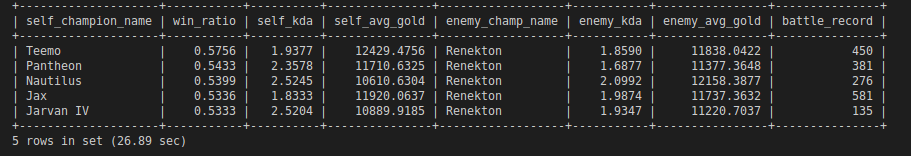 +--------------------+-----------+----------+---------------+------------------+-----------+----------------+---------------+
| self_champion_name | win_ratio | self_kda | self_avg_gold | enemy_champ_name | enemy_kda | enemy_avg_gold | battle_record |
+--------------------+-----------+----------+---------------+------------------+-----------+----------------+---------------+
| Teemo              |    0.5756 |   1.9377 |    12429.4756 | Renekton         |    1.8590 |     11838.0422 |           450 |
| Pantheon           |    0.5433 |   2.3578 |    11710.6325 | Renekton         |    1.6877 |     11377.3648 |           381 |
| Nautilus           |    0.5399 |   2.5245 |    10610.6304 | Renekton         |    2.0992 |     12158.3877 |           276 |
| Jax                |    0.5336 |   1.8333 |    11920.0637 | Renekton         |    1.9874 |     11737.3632 |           581 |
| Jarvan IV          |    0.5333 |   2.5204 |    10889.9185 | Renekton         |    1.9347 |     11220.7037 |           135 |
+--------------------+-----------+----------+---------------+------------------+-----------+----------------+---------------+
5 rows in set (26.89 sec)